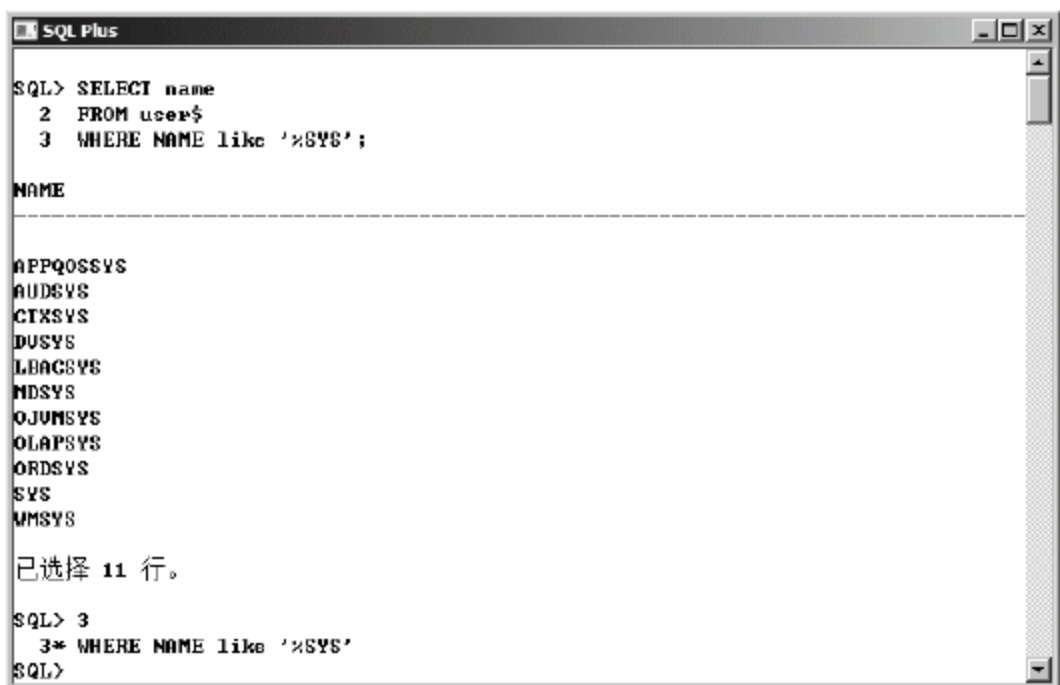 SQL Plus
SQL> SELECT name
  2  FROM user$
  3  WHERE NAME like '%SYS';
NAME
--------------------------------------------------------------------------------
APPQOSSYS
AUDSYS
CTXSYS
DVSYS
LBACSYS
MDSYS
OJVMSYS
OLAPSYS
ORDSYS
SYS
WMSYS
已选择 11 行。
SQL> 3
  3* WHERE NAME like '%SYS'
SQL>